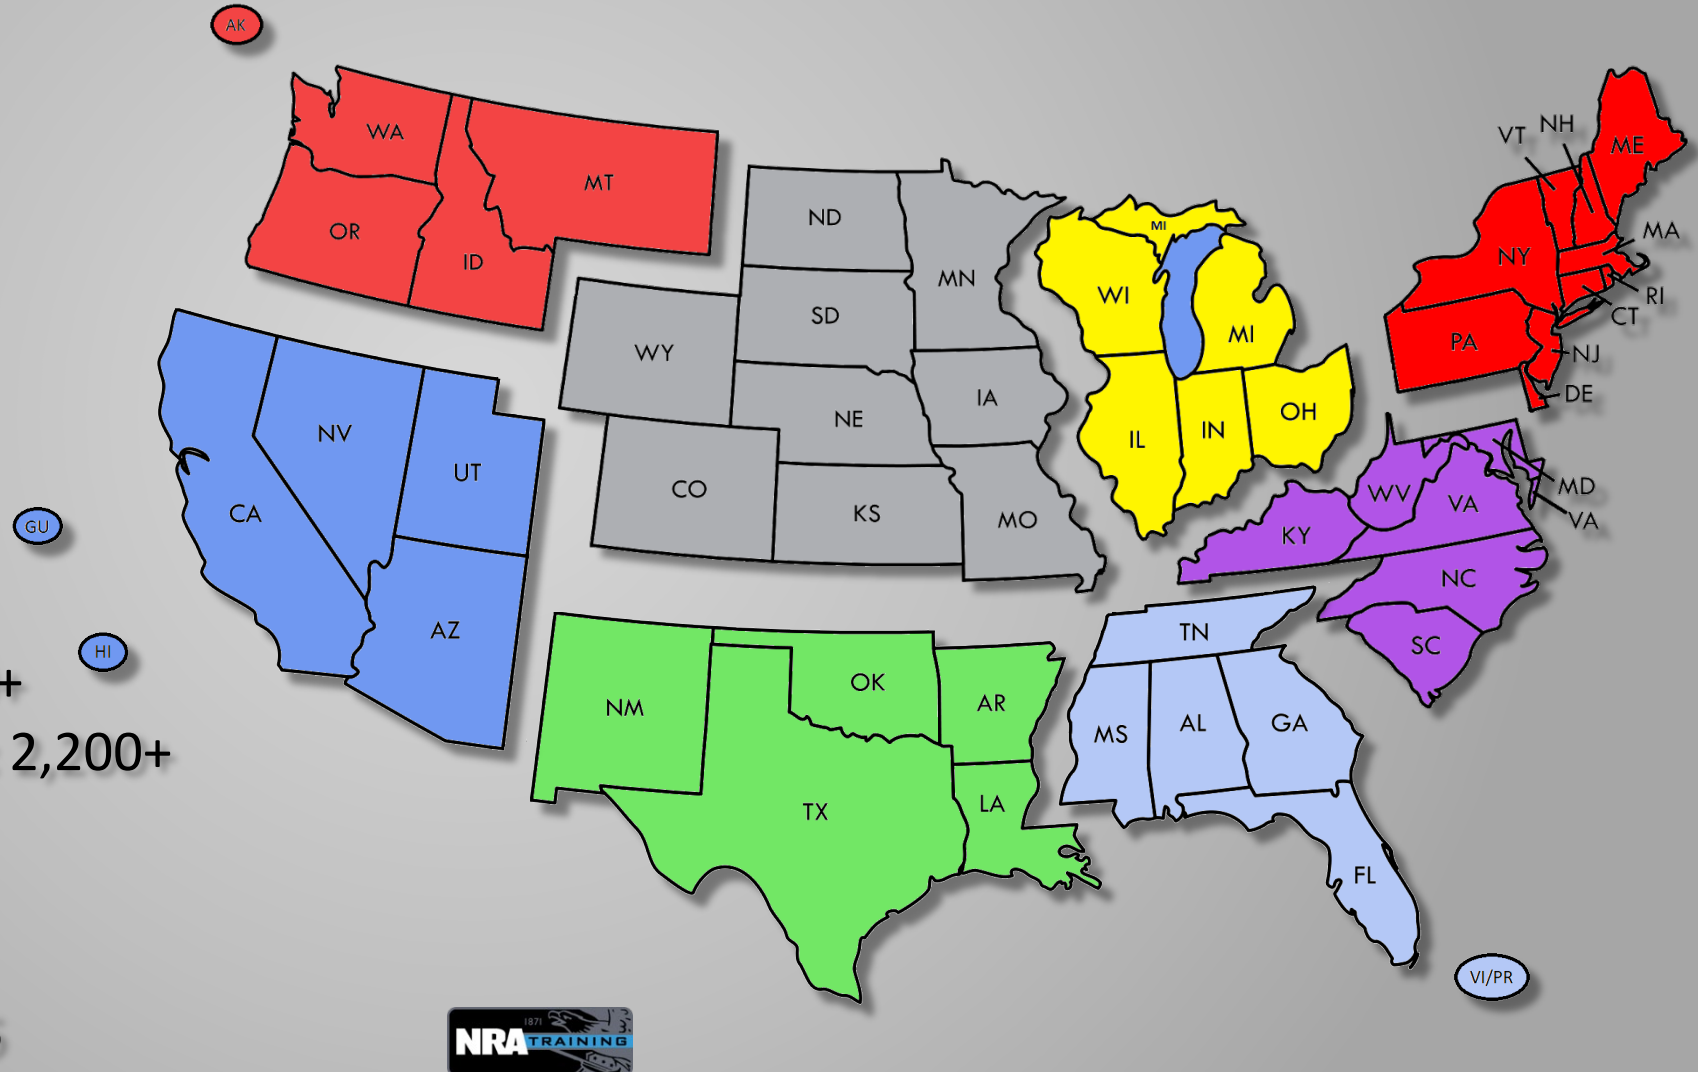 AK
WA
MT
OR
ID
ND
MN
SD
WY
NE
IA
CO
KS
MO
MI
WI
MI
IL
IN
OH
VT
NH
ME
MA
NY
RI
CT
PA
NJ
DE
MD
WV
VA
VA
KY
NC
SC
NV
UT
CA
AZ
GU
HI
+
2,200+
NM
OK
AR
TX
LA
TN
MS
AL
GA
FL
VI/PR
1871
NRA TRAINING